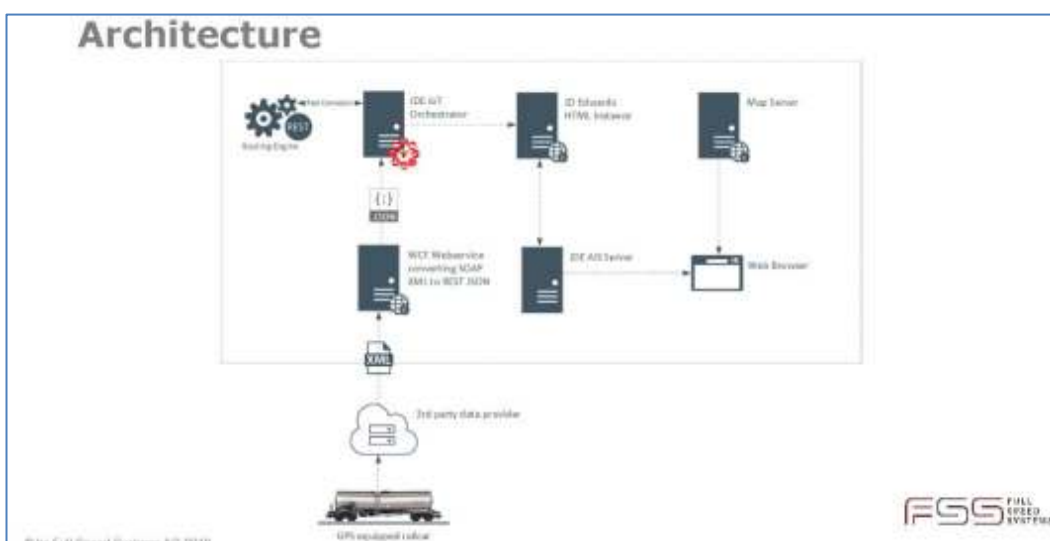 Architecture
JDE IoT
Orchestrator
JD Edwards
HTML Instance
Map Server
REST
Routing Engine
{;}
JSON
WCF Webservice
converting SOAP
XML to REST JSON
JDE AIS Server
Web Browser
XML
3rd party data provider
GPS equipped railcar
FSS FULL
SPEED
SYSTEMS